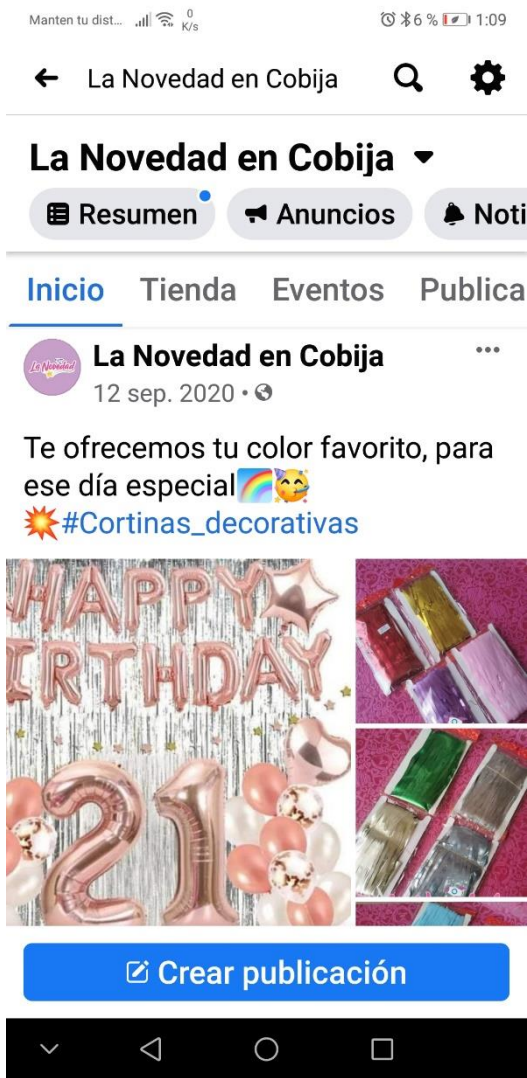 Manten tu dist... 0 K/s 6 % 1:09
La Novedad en Cobija
La Novedad en Cobija
Resumen Anuncios Noti
Inicio Tienda Eventos Publica
La Novedad
La Novedad en Cobija
12 sep. 2020 •
Te ofrecemos tu color favorito, para
ese día especial🌈🥳
💥#Cortinas_decorativas
HAPPY
IRTHDAY
21
Crear publicación